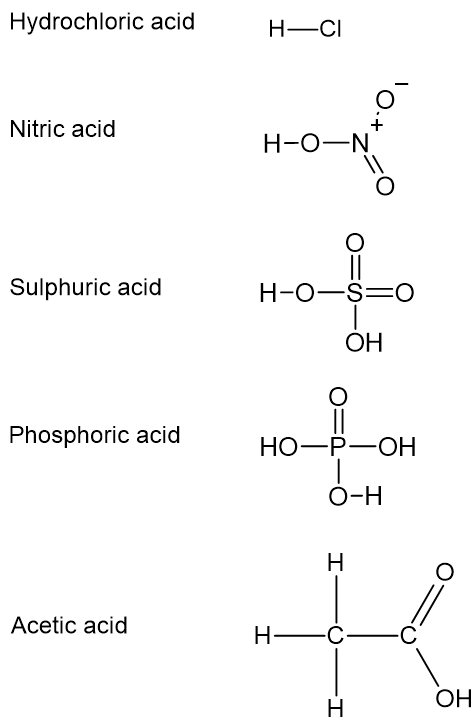 Hydrochloric acid
H Cl
Nitric acid
O−
H O N+
O
Sulphuric acid
O
H O S O
OH
Phosphoric acid
O
HO P OH
O H
Acetic acid
H O
H C C
H OH